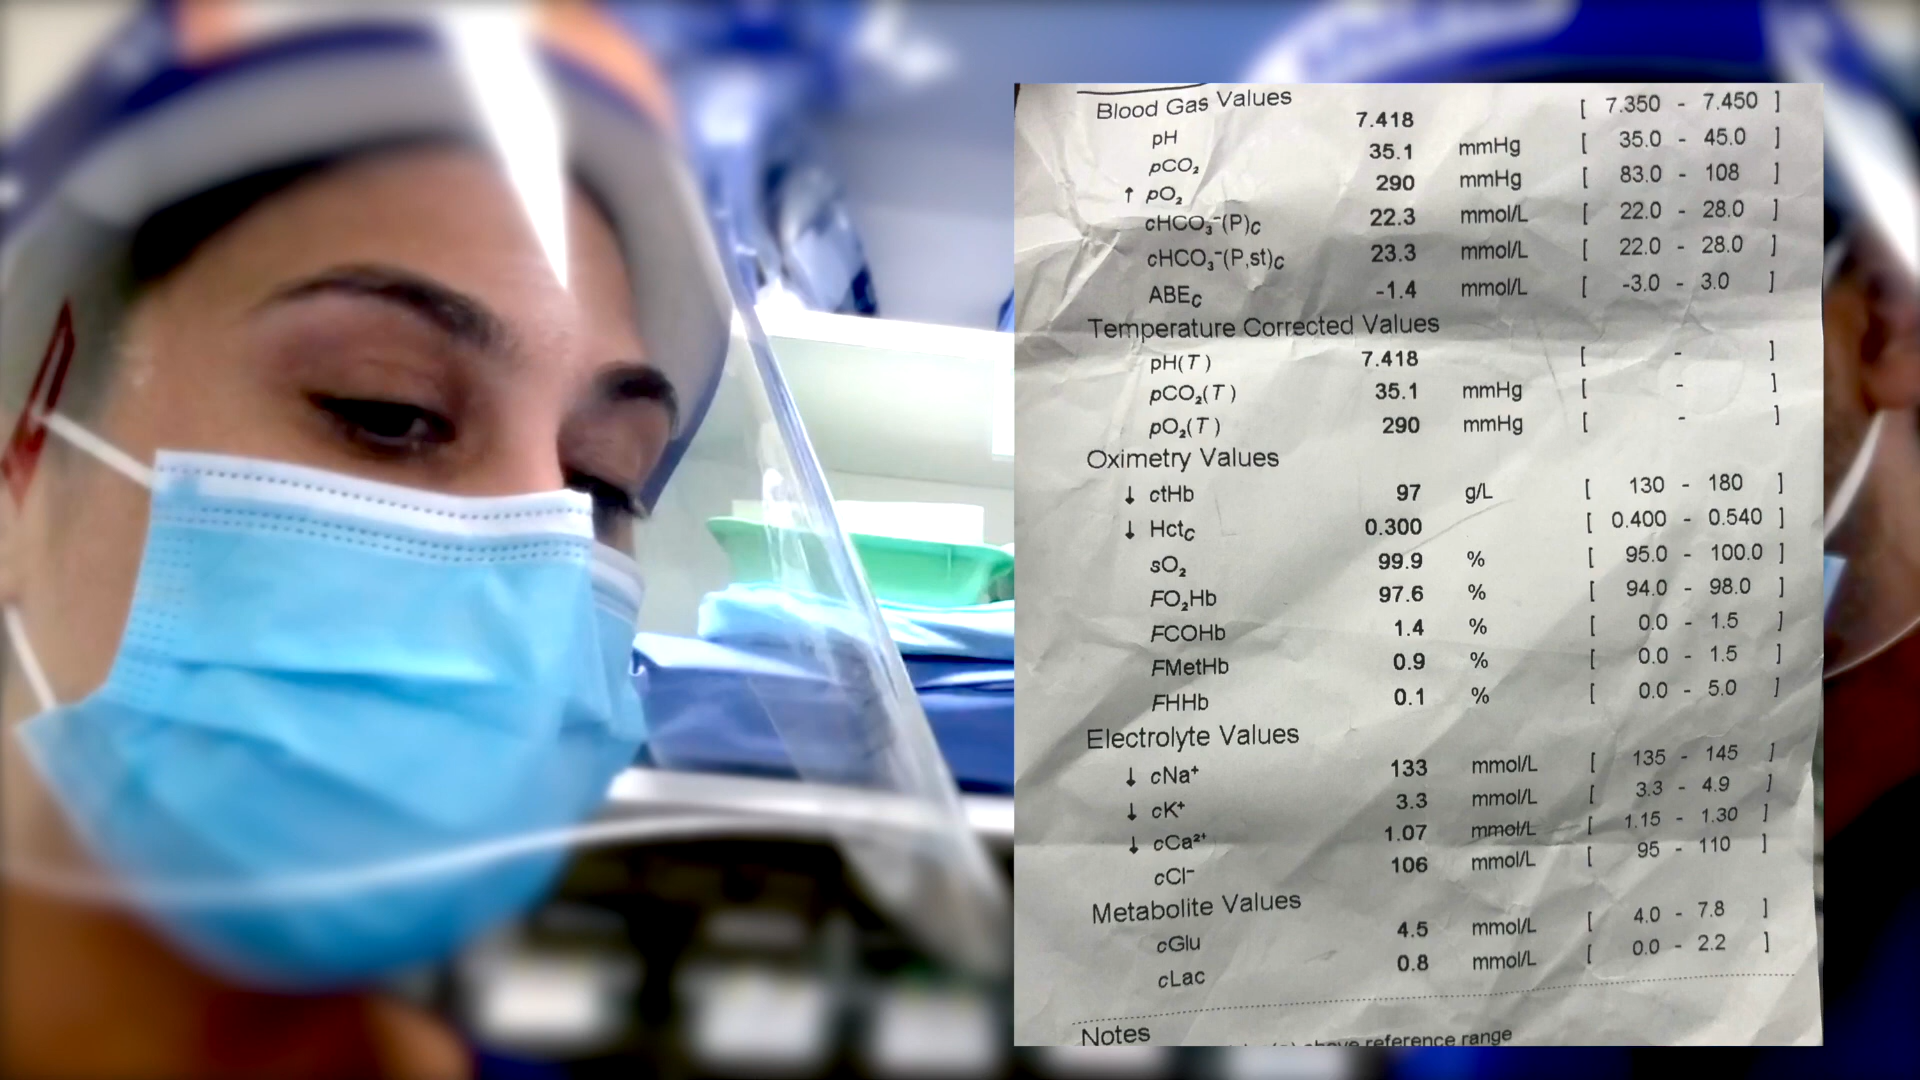 Blood Gas Values
pH 7.418 [ 7.350 - 7.450 ]
pCO₂ 35.1 mmHg [ 35.0 - 45.0 ]
↑ pO₂ 290 mmHg [ 83.0 - 108 ]
cHCO₃⁻(P)c 22.3 mmol/L [ 22.0 - 28.0 ]
cHCO₃⁻(P,st)c 23.3 mmol/L [ 22.0 - 28.0 ]
ABEc -1.4 mmol/L [ -3.0 - 3.0 ]
Temperature Corrected Values
pH(T) 7.418 [ - ]
pCO₂(T) 35.1 mmHg [ - ]
pO₂(T) 290 mmHg [ - ]
Oximetry Values
↓ ctHb 97 g/L [ 130 - 180 ]
↓ Hctc 0.300 [ 0.400 - 0.540 ]
sO₂ 99.9 % [ 95.0 - 100.0 ]
FO₂Hb 97.6 % [ 94.0 - 98.0 ]
FCOHb 1.4 % [ 0.0 - 1.5 ]
FMetHb 0.9 % [ 0.0 - 1.5 ]
FHHb 0.1 % [ 0.0 - 5.0 ]
Electrolyte Values
↓ cNa⁺ 133 mmol/L [ 135 - 145 ]
↓ cK⁺ 3.3 mmol/L [ 3.3 - 4.9 ]
↓ cCa²⁺ 1.07 mmol/L [ 1.15 - 1.30 ]
cCl⁻ 106 mmol/L [ 95 - 110 ]
Metabolite Values
cGlu 4.5 mmol/L [ 4.0 - 7.8 ]
cLac 0.8 mmol/L [ 0.0 - 2.2 ]
Notes
above reference range